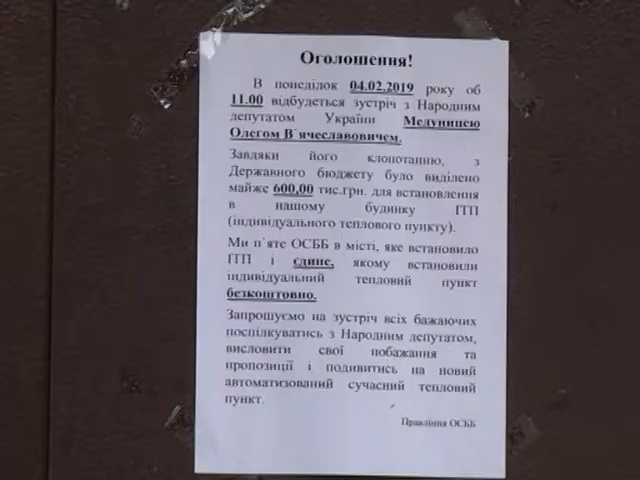 Оголошення!
В понеділок 04.02.2019 року об
11.00 відбудеться зустріч з Народним
депутатом України Медуницею
Олегом В`ячеславовичем.
Завдяки його клопотанню, з
Державного бюджету було виділено
майже 600,00 тис.грн. для встановлення
в нашому будинку ІТП
(індивідуального теплового пункту).
Ми п`яте ОСББ в місті, яке встановило
ІТП і єдине, якому встановили
індивідуальний тепловий пункт
безкоштовно.
Запрошуємо на зустріч всіх бажаючих
поспілкуватись з Народним депутатом,
висловити свої побажання та
пропозиції і подивитись на новий
автоматизований сучасний тепловий
пункт.
Правління ОСББ